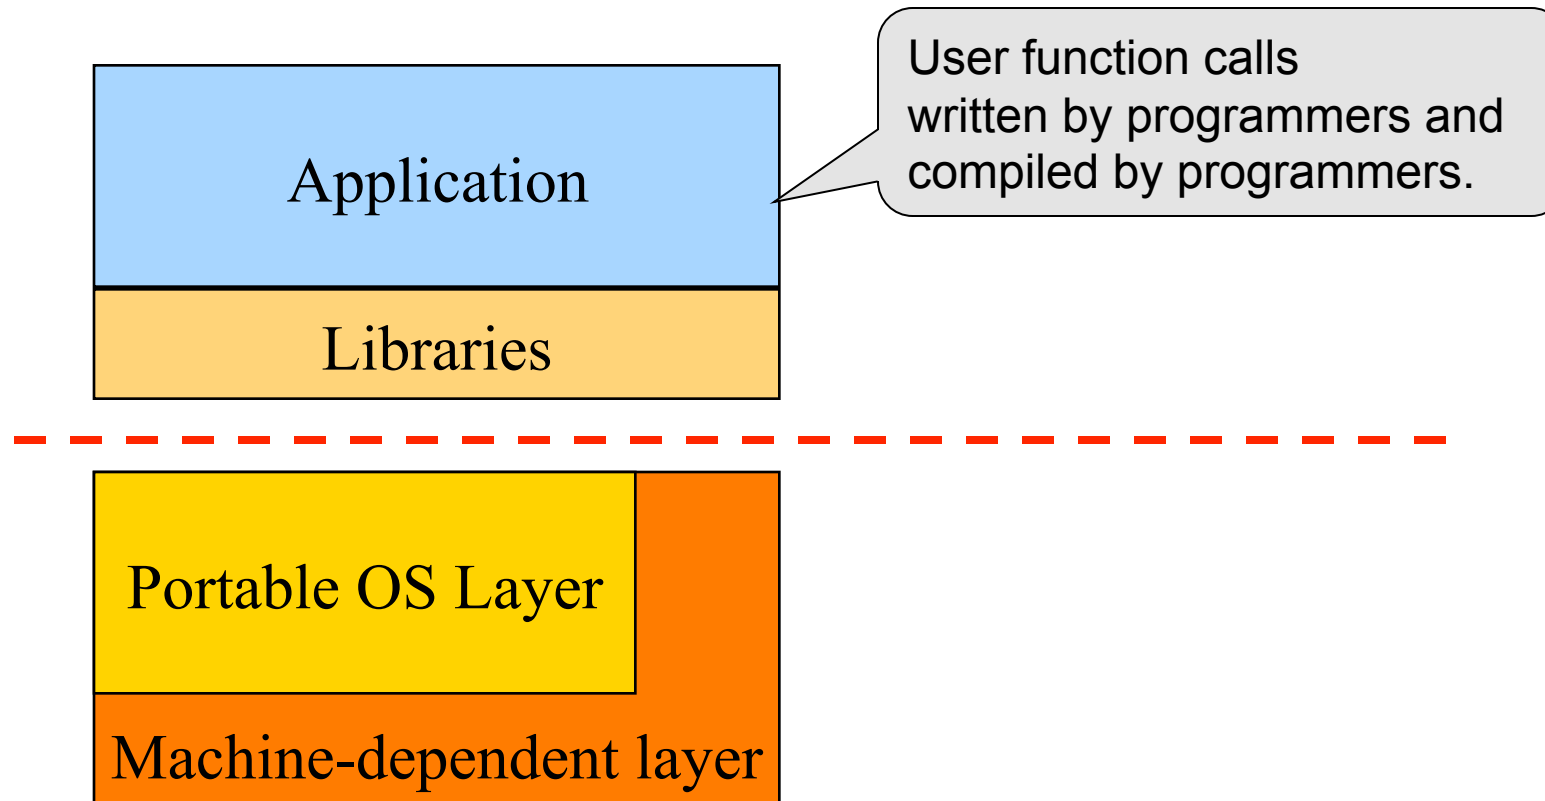 User function calls
written by programmers and
compiled by programmers.
Application
Libraries
Portable OS Layer
Machine-dependent layer